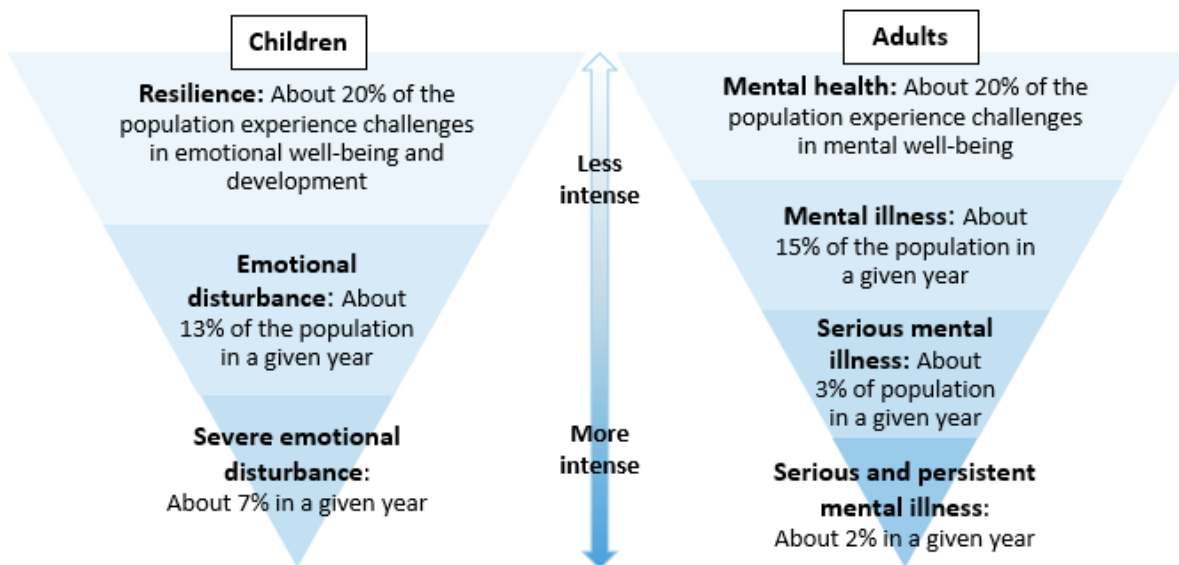 Children
Resilience: About 20% of the
population experience challenges
in emotional well-being and
development
Emotional
disturbance: About
13% of the population
in a given year
Severe emotional
disturbance:
About 7% in a given year
Less
intense
More
intense
Adults
Mental health: About 20% of the
population experience challenges
in mental well-being
Mental illness: About
15% of the population in
a given year
Serious mental
illness: About
3% of population
in a given year
Serious and persistent
mental illness:
About 2% in a given year